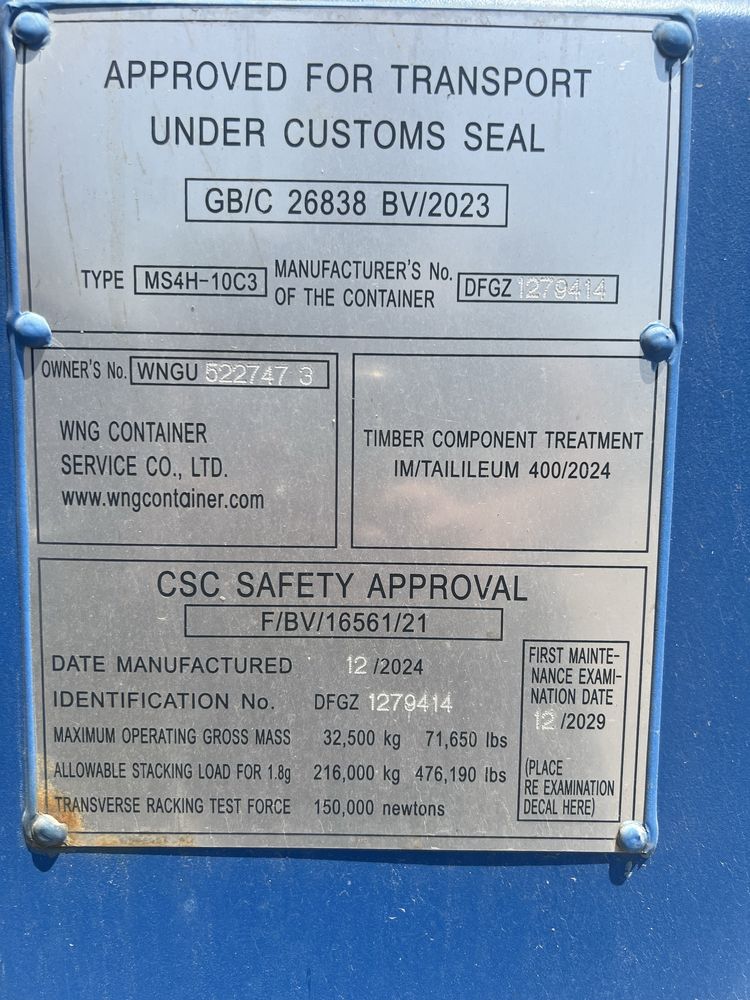 APPROVED FOR TRANSPORT
UNDER CUSTOMS SEAL
GB/C 26838 BV/2023
TYPE MS4H-10C3 MANUFACTURER'S No. OF THE CONTAINER DFGZ 1279414
OWNER'S No. WNGU 522747 3
WNG CONTAINER
SERVICE CO., LTD.
www.wngcontainer.com
TIMBER COMPONENT TREATMENT
IM/TAILILEUM 400/2024
CSC SAFETY APPROVAL
F/BV/16561/21
DATE MANUFACTURED 12 /2024
IDENTIFICATION No. DFGZ 1279414
MAXIMUM OPERATING GROSS MASS 32,500 kg 71,650 lbs
ALLOWABLE STACKING LOAD FOR 1.8g 216,000 kg 476,190 lbs
TRANSVERSE RACKING TEST FORCE 150,000 newtons
FIRST MAINTE-
NANCE EXAMI-
NATION DATE
12 /2029
(PLACE
RE EXAMINATION
DECAL HERE)